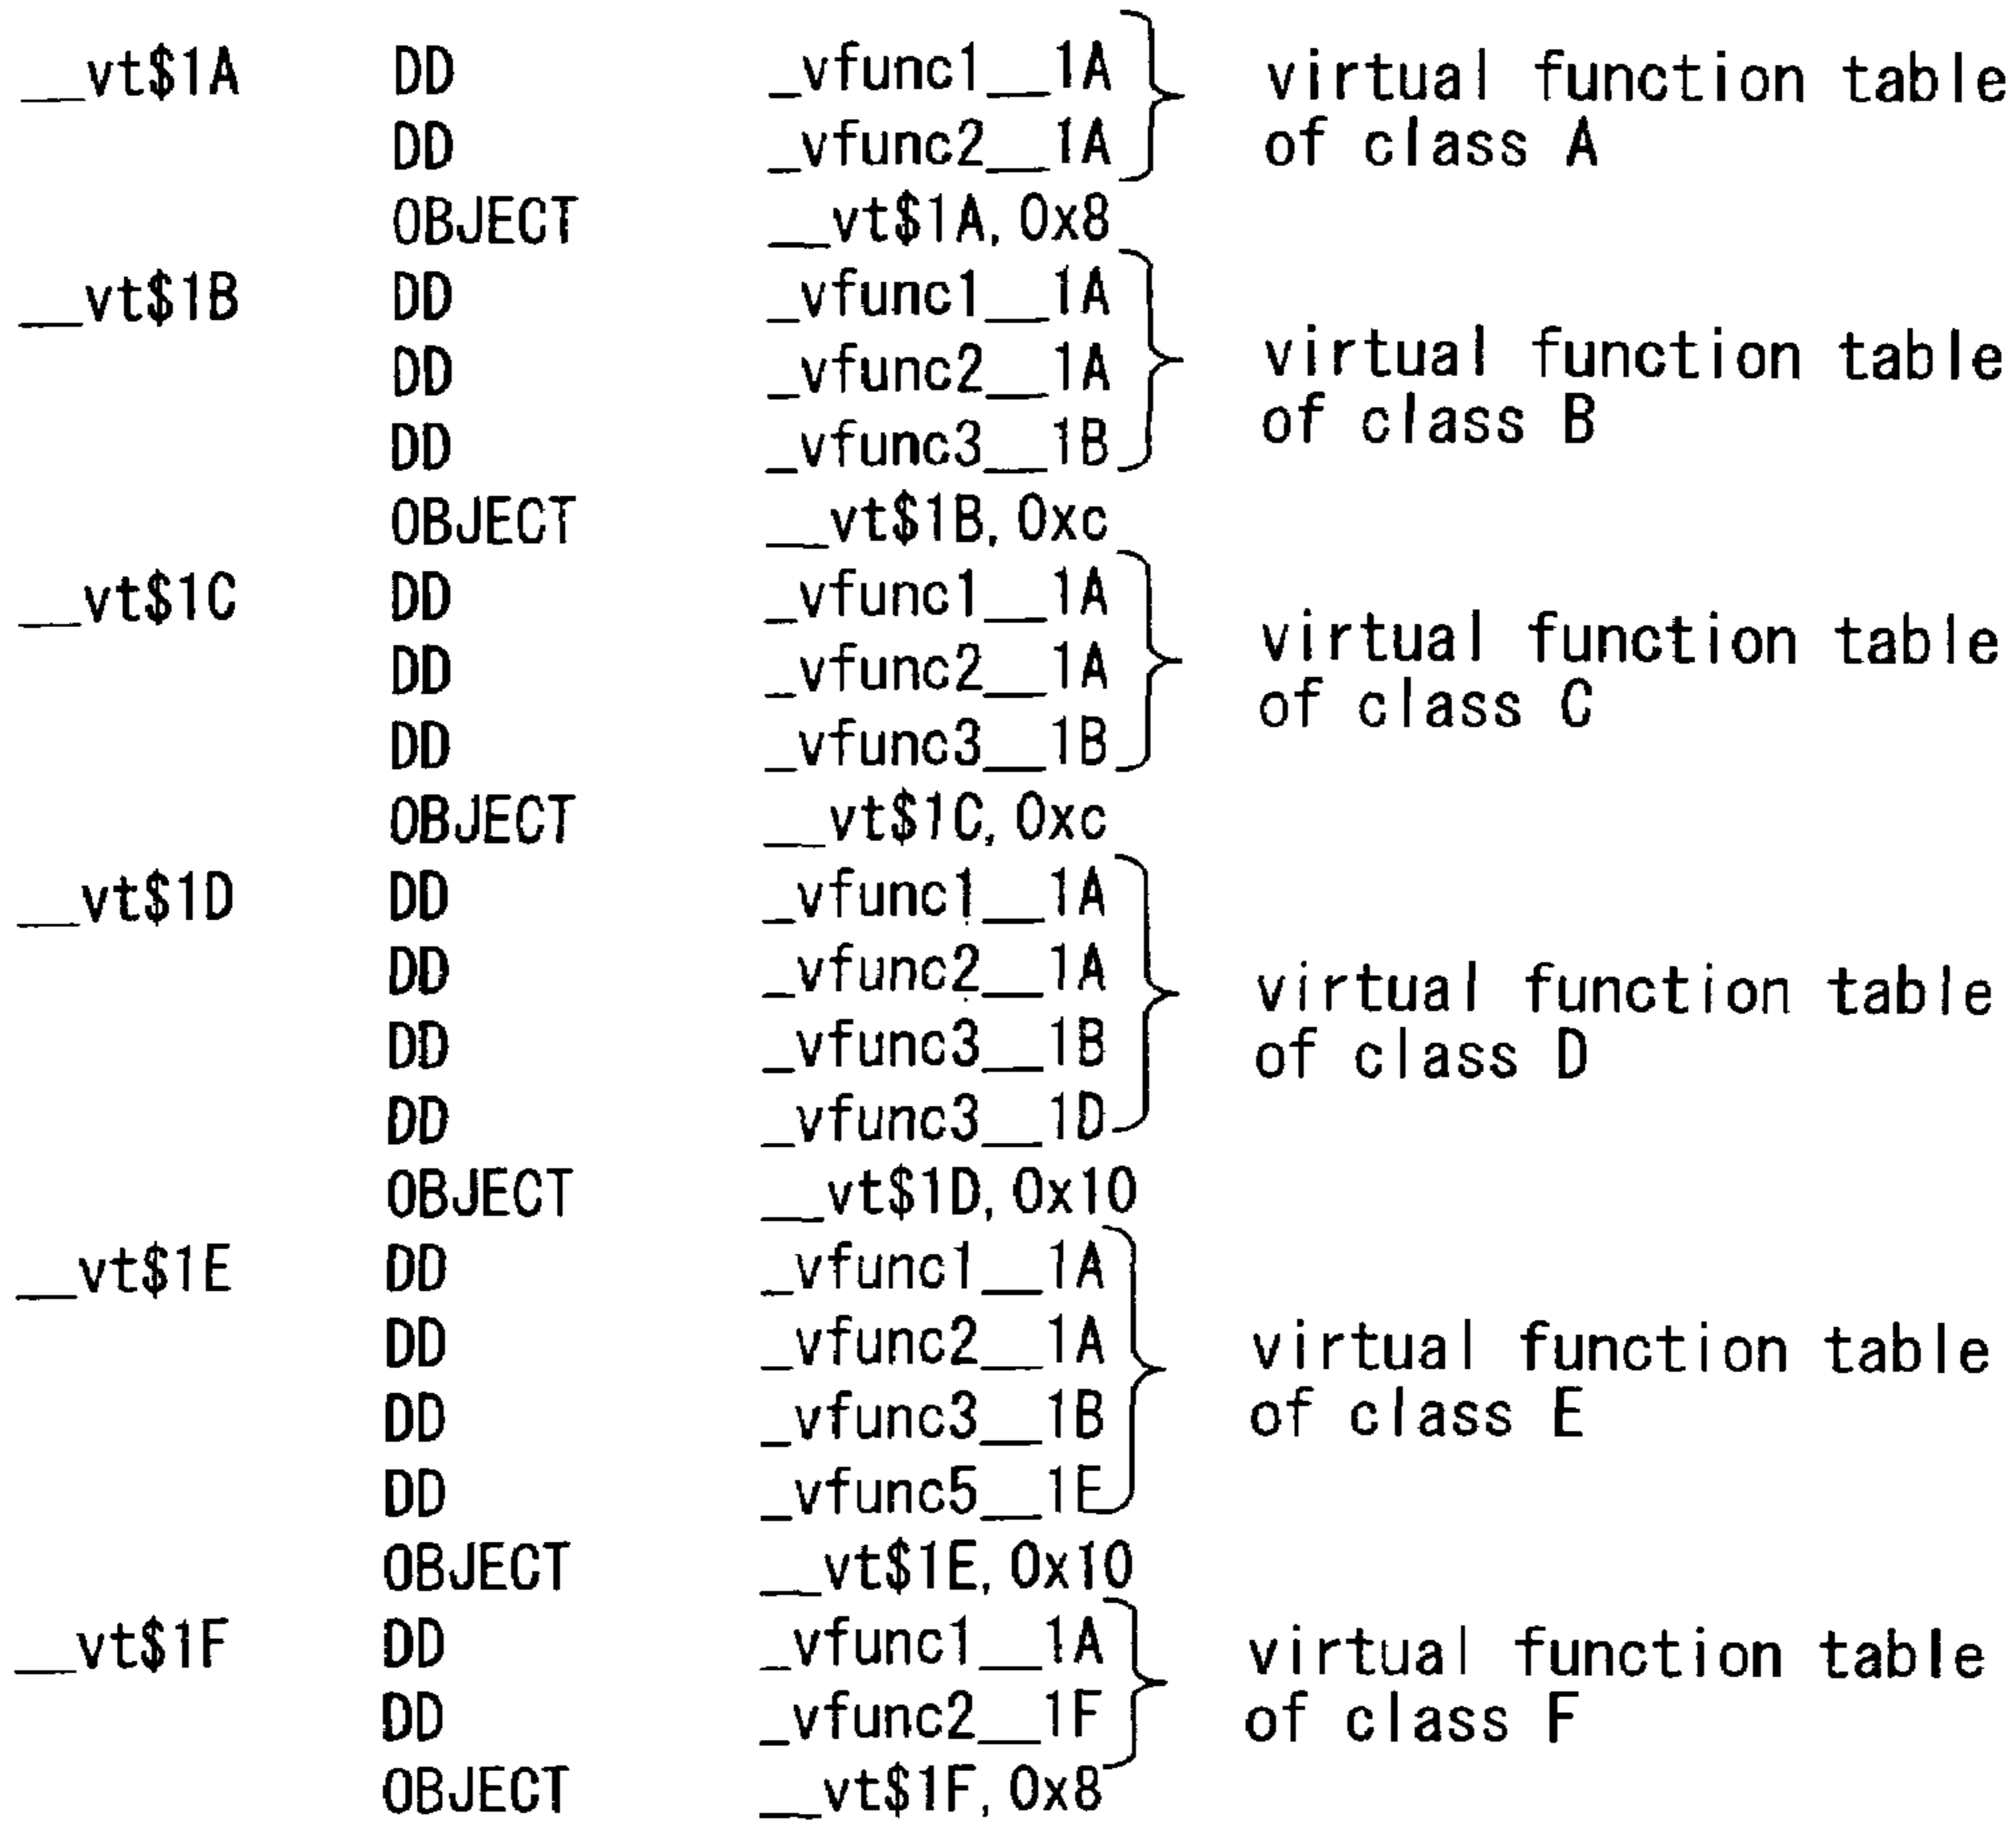 __vt$1A DD _vfunc1__1A virtual function table
DD _vfunc2__1A of class A
OBJECT __vt$1A, 0x8
__vt$1B DD _vfunc1__1A
DD _vfunc2__1A virtual function table
DD _vfunc3__1B of class B
OBJECT __vt$1B, 0xc
__vt$1C DD _vfunc1__1A
DD _vfunc2__1A virtual function table
DD _vfunc3__1B of class C
OBJECT __vt$1C, 0xc
__vt$1D DD _vfunc1__1A
DD _vfunc2__1A virtual function table
DD _vfunc3__1B of class D
DD _vfunc3__1D
OBJECT __vt$1D, 0x10
__vt$1E DD _vfunc1__1A
DD _vfunc2__1A virtual function table
DD _vfunc3__1B of class E
DD _vfunc5__1E
OBJECT __vt$1E, 0x10
__vt$1F DD _vfunc1__1A virtual function table
DD _vfunc2__1F of class F
OBJECT __vt$1F, 0x8